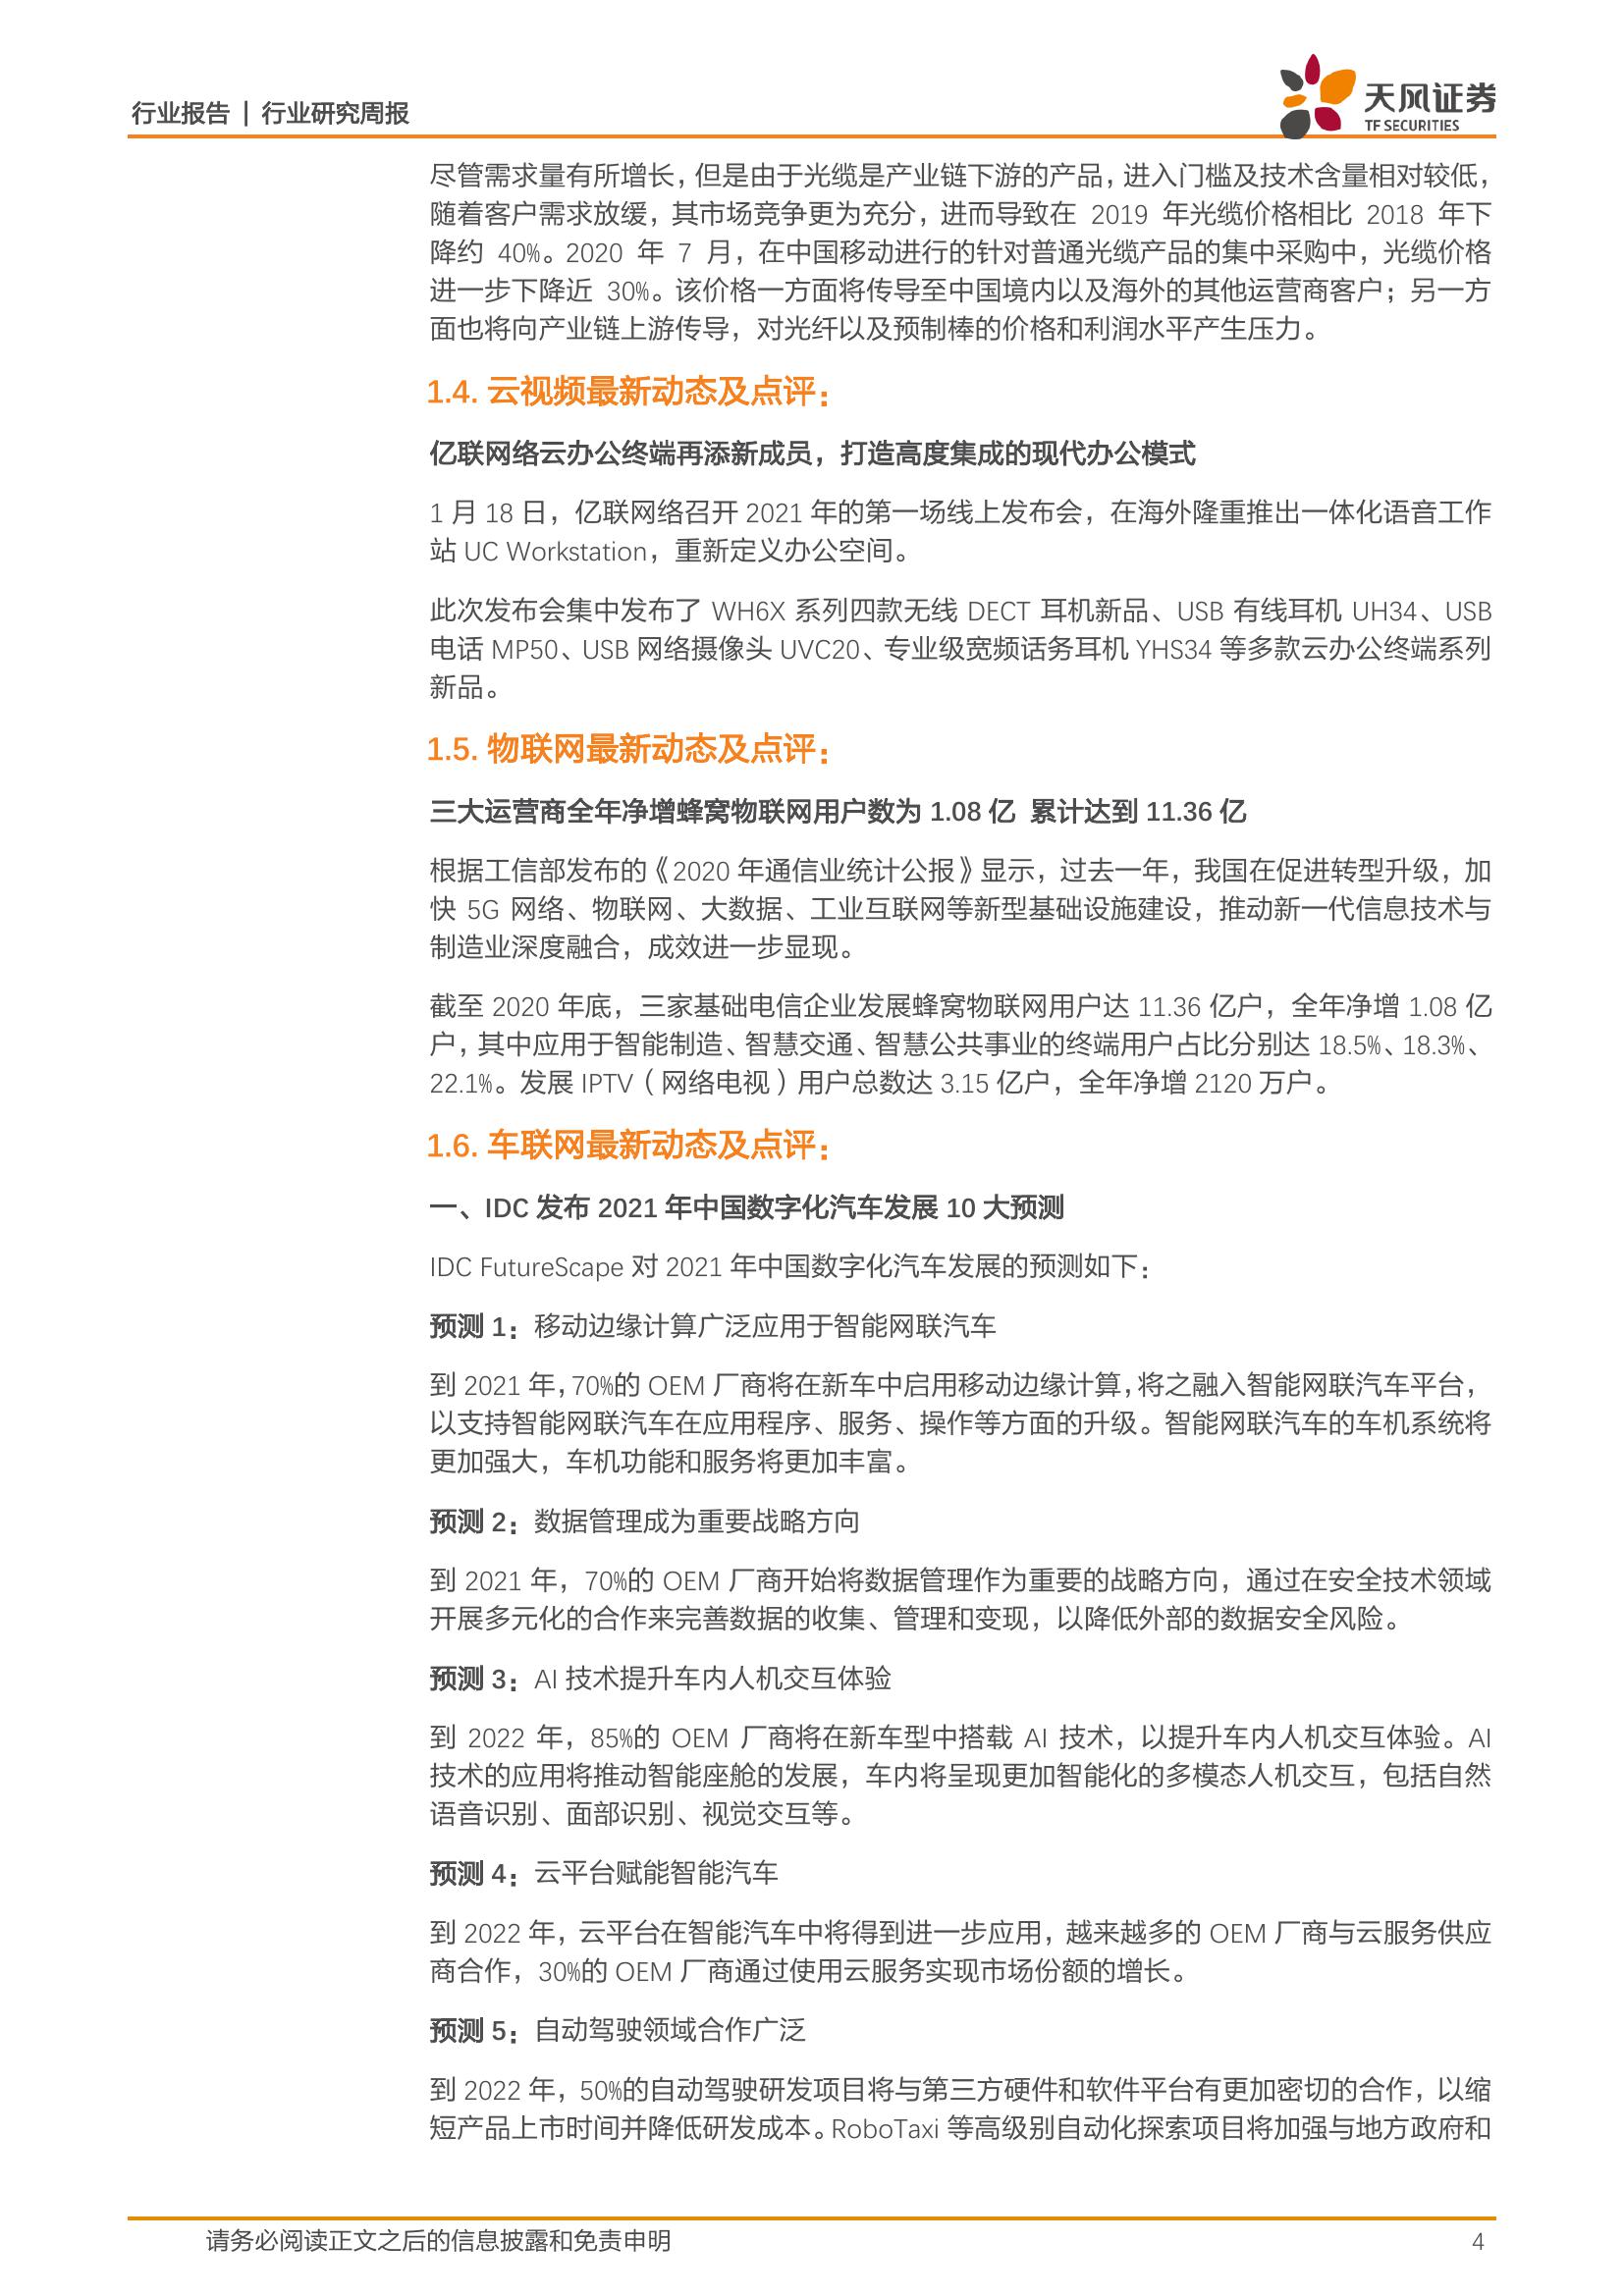 行业报告 | 行业研究周报
天风证券
TF SECURITIES
尽管需求量有所增长，但是由于光缆是产业链下游的产品，进入门槛及技术含量相对较低，
随着客户需求放缓，其市场竞争更为充分，进而导致在 2019 年光缆价格相比 2018 年下
降约 40%。2020 年 7 月，在中国移动进行的针对普通光缆产品的集中采购中，光缆价格
进一步下降近 30%。该价格一方面将传导至中国境内以及海外的其他运营商客户；另一方
面也将向产业链上游传导，对光纤以及预制棒的价格和利润水平产生压力。
1.4. 云视频最新动态及点评：
亿联网络云办公终端再添新成员，打造高度集成的现代办公模式
1 月 18 日，亿联网络召开 2021 年的第一场线上发布会，在海外隆重推出一体化语音工作
站 UC Workstation，重新定义办公空间。
此次发布会集中发布了 WH6X 系列四款无线 DECT 耳机新品、USB 有线耳机 UH34、USB
电话 MP50、USB 网络摄像头 UVC20、专业级宽频话务耳机 YHS34 等多款云办公终端系列
新品。
1.5. 物联网最新动态及点评：
三大运营商全年净增蜂窝物联网用户数为 1.08 亿 累计达到 11.36 亿
根据工信部发布的《2020 年通信业统计公报》显示，过去一年，我国在促进转型升级，加
快 5G 网络、物联网、大数据、工业互联网等新型基础设施建设，推动新一代信息技术与
制造业深度融合，成效进一步显现。
截至 2020 年底，三家基础电信企业发展蜂窝物联网用户达 11.36 亿户，全年净增 1.08 亿
户，其中应用于智能制造、智慧交通、智慧公共事业的终端用户占比分别达 18.5%、18.3%、
22.1%。发展 IPTV（网络电视）用户总数达 3.15 亿户，全年净增 2120 万户。
1.6. 车联网最新动态及点评：
一、IDC 发布 2021 年中国数字化汽车发展 10 大预测
IDC FutureScape 对 2021 年中国数字化汽车发展的预测如下：
预测 1：移动边缘计算广泛应用于智能网联汽车
到 2021 年，70%的 OEM 厂商将在新车中启用移动边缘计算，将之融入智能网联汽车平台，
以支持智能网联汽车在应用程序、服务、操作等方面的升级。智能网联汽车的车机系统将
更加强大，车机功能和服务将更加丰富。
预测 2：数据管理成为重要战略方向
到 2021 年，70%的 OEM 厂商开始将数据管理作为重要的战略方向，通过在安全技术领域
开展多元化的合作来完善数据的收集、管理和变现，以降低外部的数据安全风险。
预测 3：AI 技术提升车内人机交互体验
到 2022 年，85%的 OEM 厂商将在新车型中搭载 AI 技术，以提升车内人机交互体验。AI
技术的应用将推动智能座舱的发展，车内将呈现更加智能化的多模态人机交互，包括自然
语音识别、面部识别、视觉交互等。
预测 4：云平台赋能智能汽车
到 2022 年，云平台在智能汽车中将得到进一步应用，越来越多的 OEM 厂商与云服务供应
商合作，30%的 OEM 厂商通过使用云服务实现市场份额的增长。
预测 5：自动驾驶领域合作广泛
到 2022 年，50%的自动驾驶研发项目将与第三方硬件和软件平台有更加密切的合作，以缩
短产品上市时间并降低研发成本。RoboTaxi 等高级别自动化探索项目将加强与地方政府和
请务必阅读正文之后的信息披露和免责申明
4